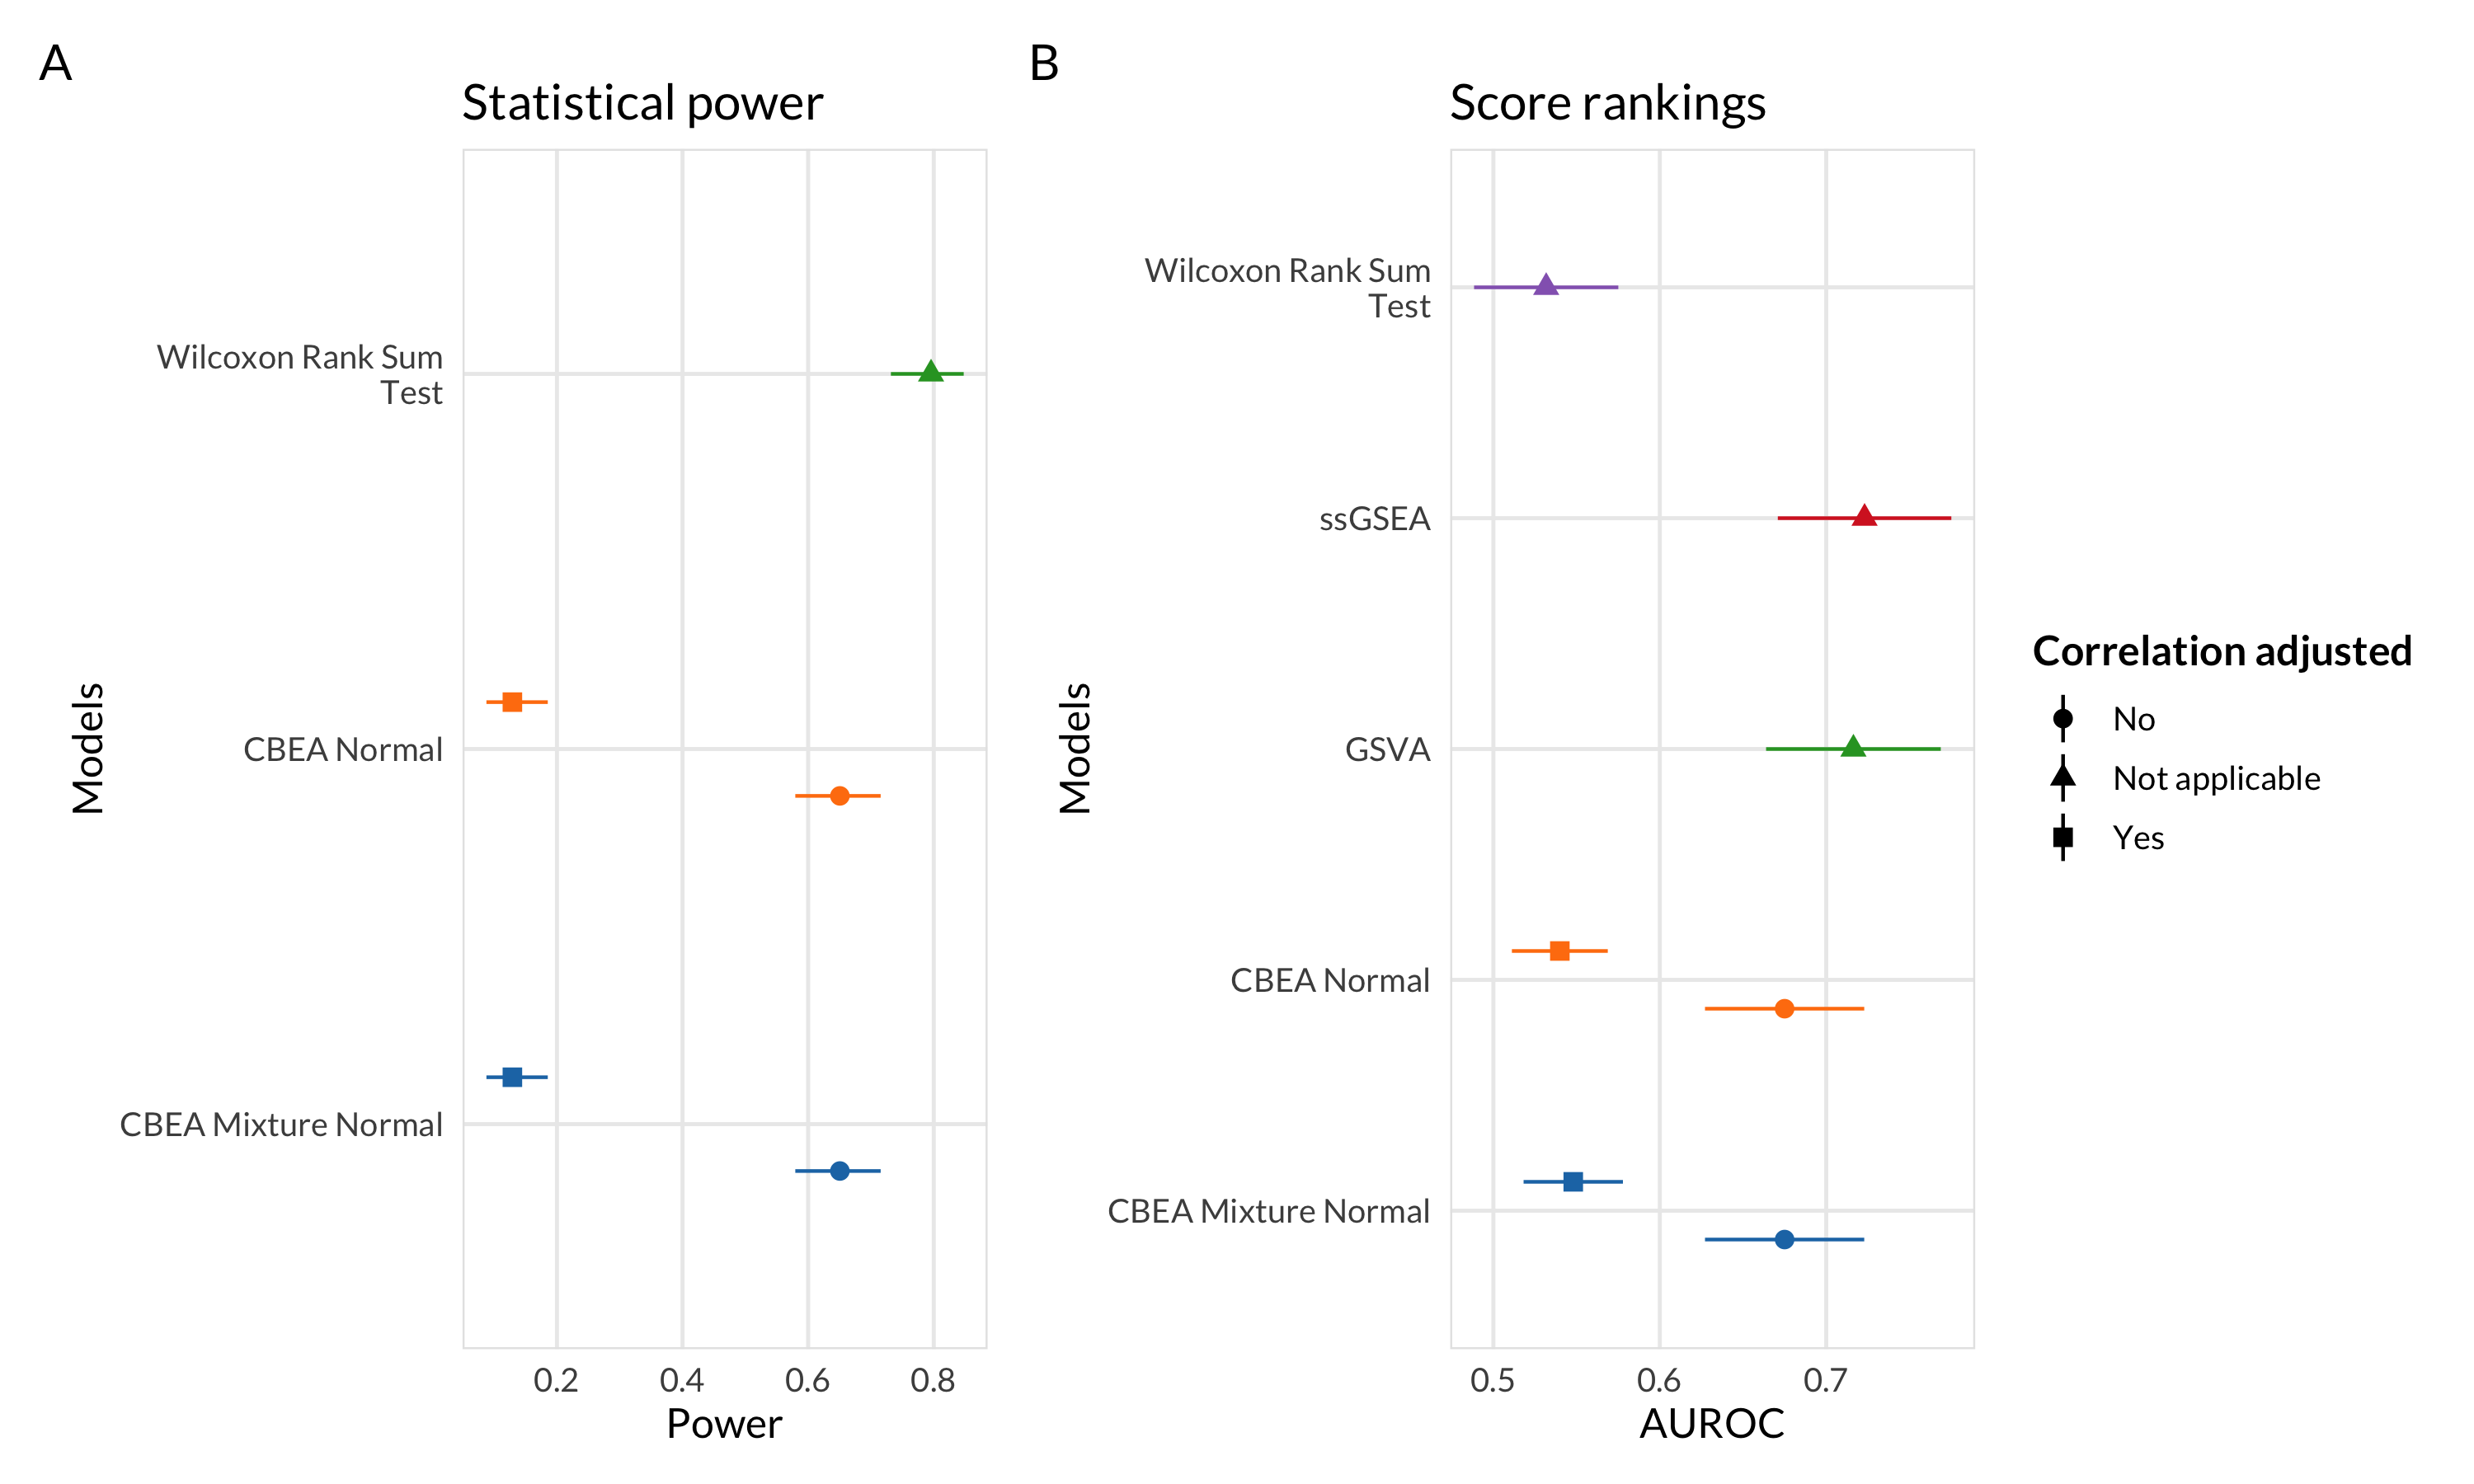 A
Statistical power
Models
Wilcoxon Rank Sum
Test
CBEA Normal
CBEA Mixture Normal
0.2 0.4 0.6 0.8
Power
B
Score rankings
Models
Wilcoxon Rank Sum
Test
ssGSEA
GSVA
CBEA Normal
CBEA Mixture Normal
0.5 0.6 0.7
AUROC
Correlation adjusted
No
Not applicable
Yes